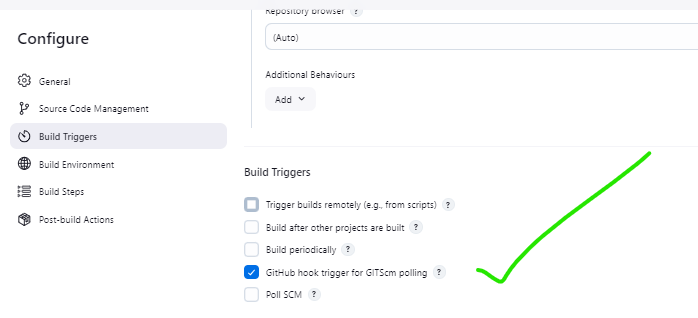 Repository browser ?
Configure
(Auto)
General
Additional Behaviours
Source Code Management
Add
Build Triggers
Build Environment
Build Steps
Post-build Actions
Build Triggers
Trigger builds remotely (e.g., from scripts) ?
Build after other projects are built ?
Build periodically ?
GitHub hook trigger for GITScm polling ?
Poll SCM ?